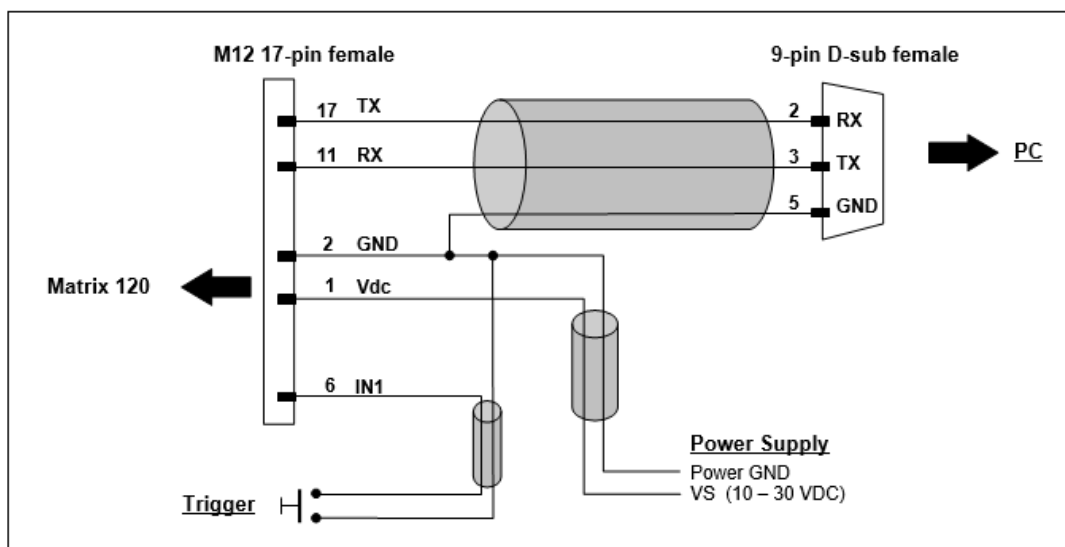 M12 17-pin female
9-pin D-sub female
17 TX
2 RX
11 RX
3 TX
PC
5 GND
2 GND
Matrix 120
1 Vdc
6 IN1
Power Supply
Power GND
VS (10 – 30 VDC)
Trigger